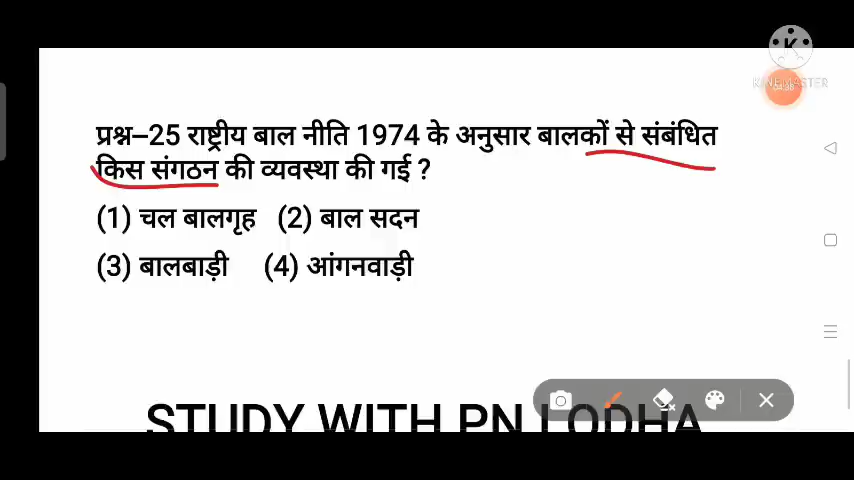 KINEMASTER
प्रश्न–25 राष्ट्रीय बाल नीति 1974 के अनुसार बालकों से संबंधित
किस संगठन की व्यवस्था की गई ?
(1) चल बालगृह (2) बाल सदन
(3) बालबाड़ी (4) आंगनवाड़ी
STUDY WITH PN LODHA